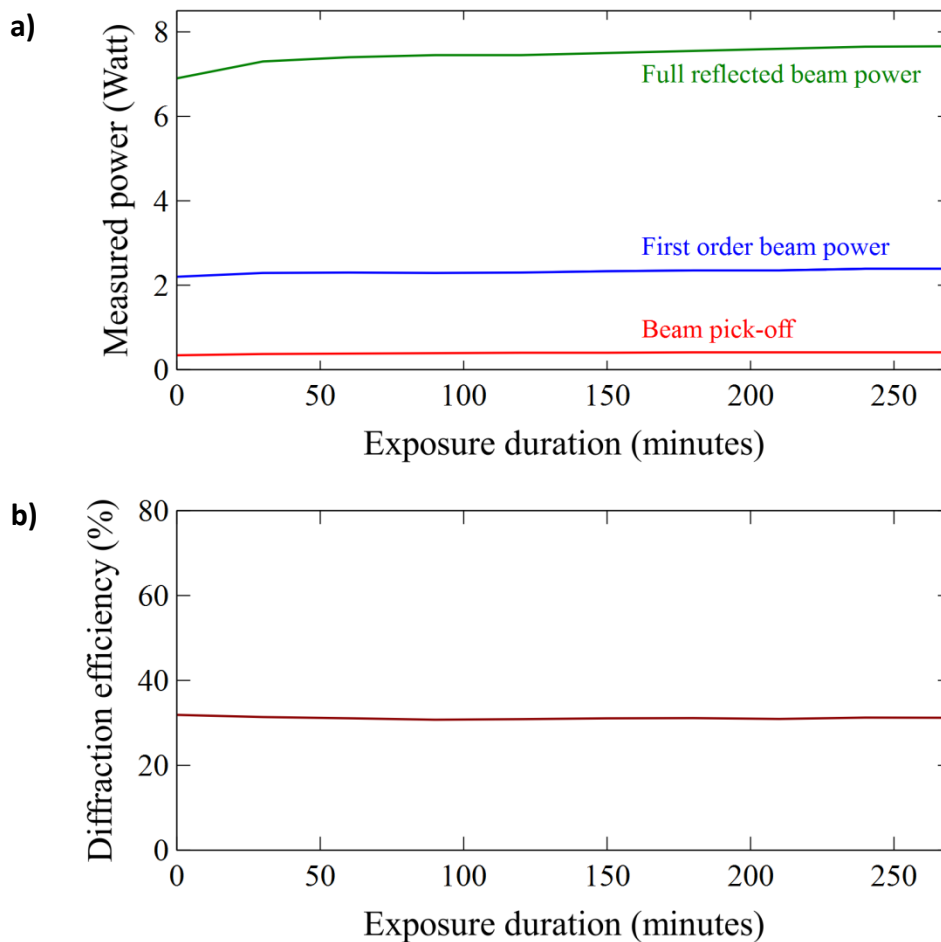 a)
Measured power (Watt)
8
6
4
2
0
Full reflected beam power
First order beam power
Beam pick-off
0 50 100 150 200 250
Exposure duration (minutes)
b)
Diffraction efficiency (%)
80
60
40
20
0
0 50 100 150 200 250
Exposure duration (minutes)